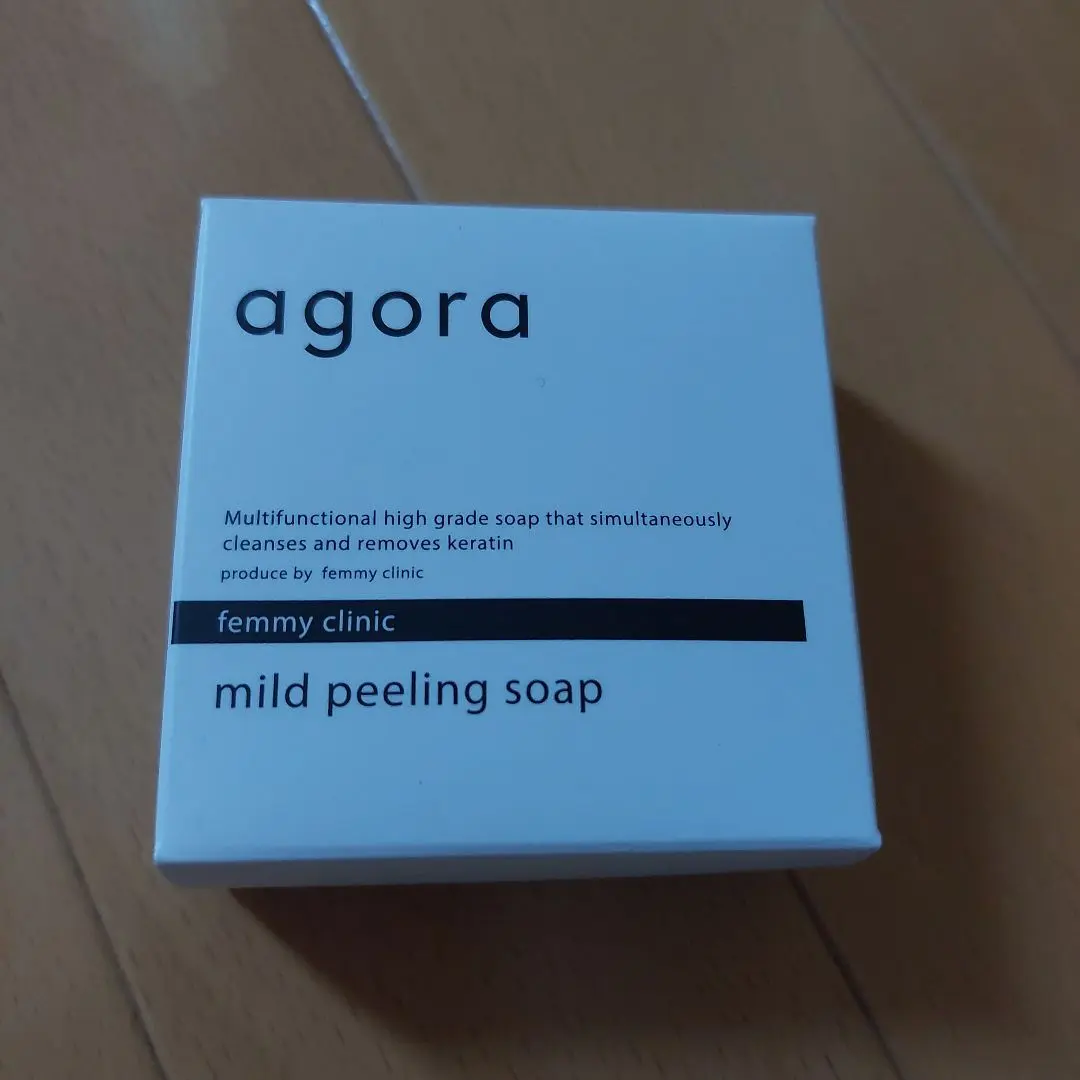 agora
Multifunctional high grade soap that simultaneously
cleanses and removes keratin
produce by femmy clinic
femmy clinic
mild peeling soap